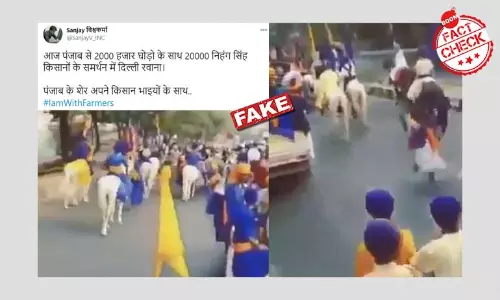 Sanjay विश्वकर्मा
@sanjayv_INC
आज पंजाब से 2000 हजार घोड़ो के साथ 20000 निहंग सिंह
किसानों के समर्थन में दिल्ली रवाना।
पंजाब के शेर अपने किसान भाइयों के साथ..
#IamWithFarmers
FAKE
BOOM
FACT
CHECK